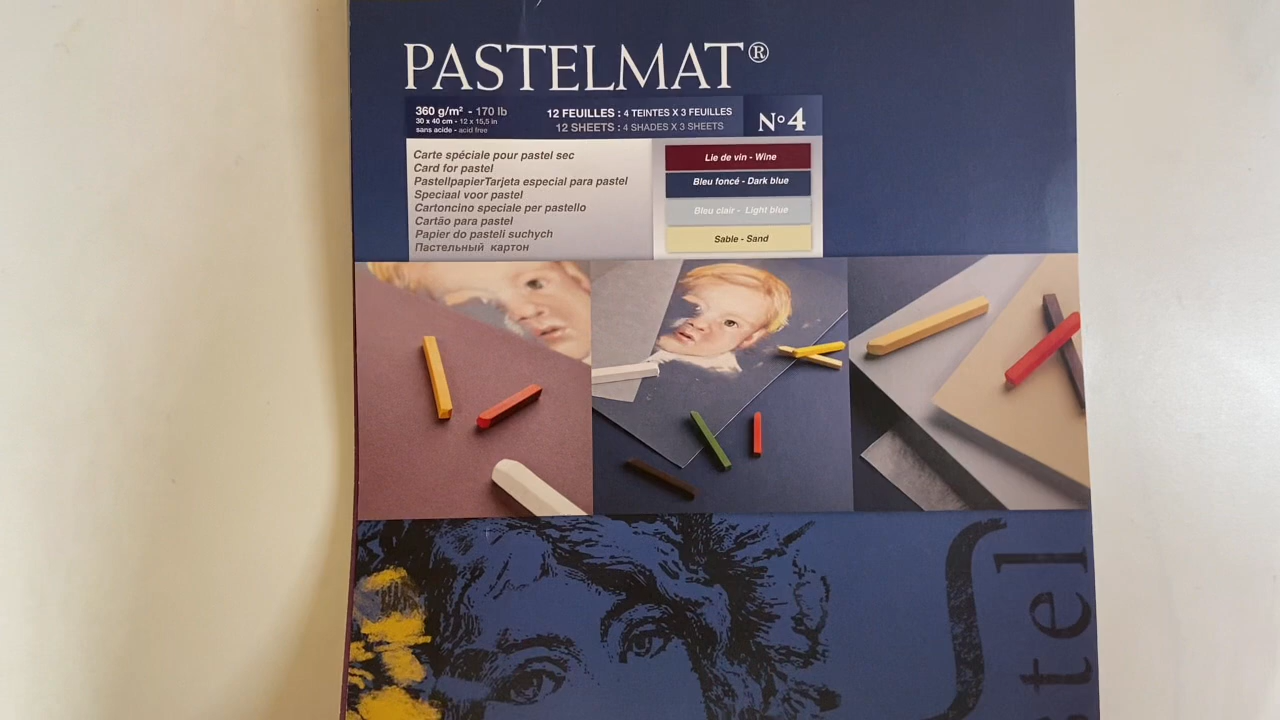 PASTELMAT®
360 g/m² - 170 lb
30 x 40 cm - 12 x 15,5 in
sans acide - acid free
12 FEUILLES : 4 TEINTES X 3 FEUILLES
12 SHEETS : 4 SHADES X 3 SHEETS
N°4
Carte spéciale pour pastel sec
Card for pastel
PastellpapierTarjeta especial para pastel
Speciaal voor pastel
Cartoncino speciale per pastello
Cartão para pastel
Papier do pasteli suchych
Пастельный картон
Lie de vin - Wine
Bleu foncé - Dark blue
Bleu clair - Light blue
Sable - Sand
stel